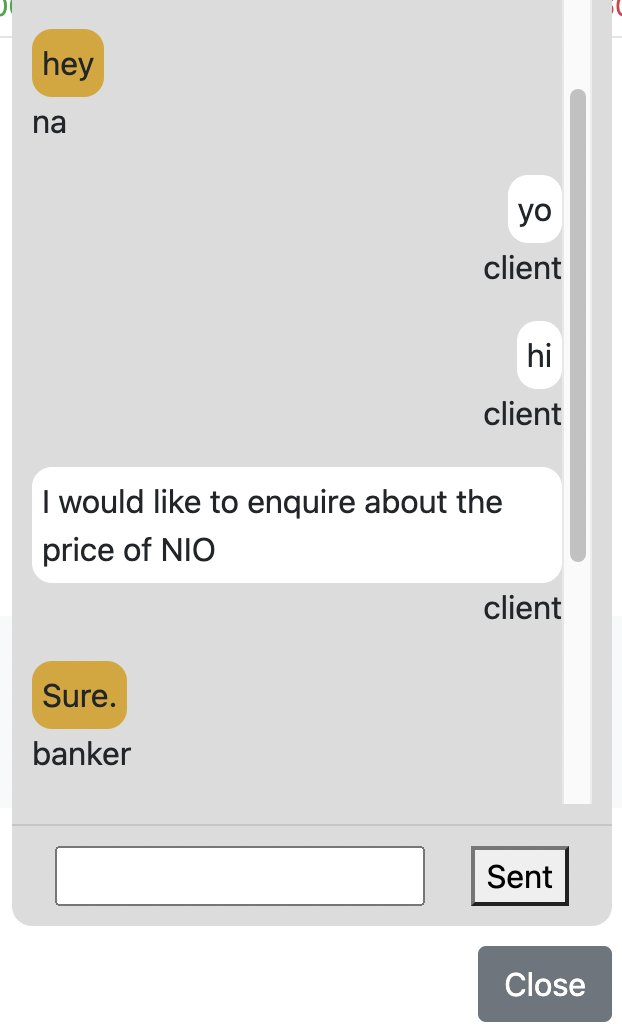 hey
na
yo
client
hi
client
I would like to enquire about the
price of NIO
client
Sure.
banker
Sent
Close